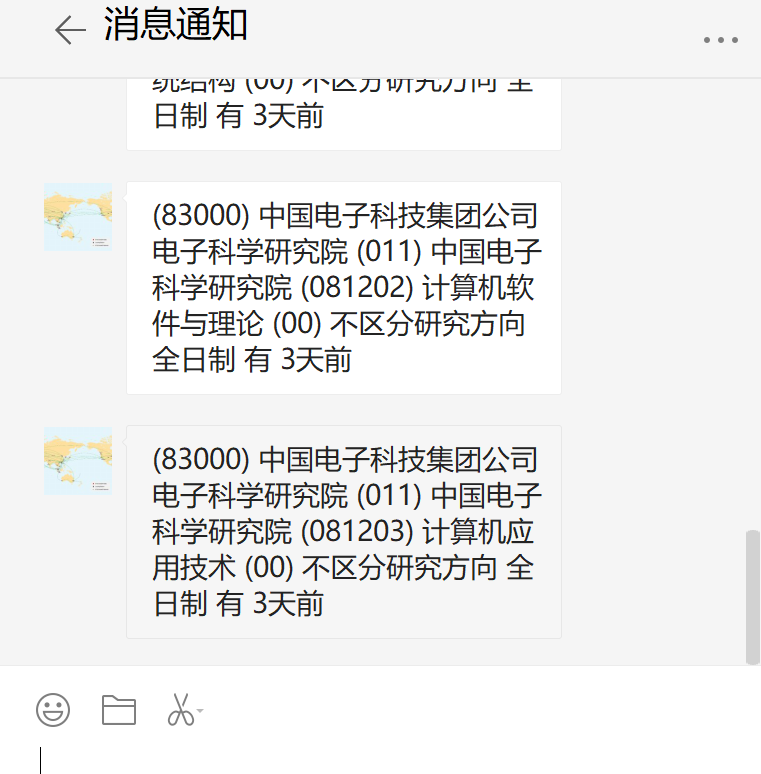 消息通知
统结构 (00) 不区分研究方向 全
日制 有 3天前
(83000) 中国电子科技集团公司
电子科学研究院 (011) 中国电子
科学研究院 (081202) 计算机软
件与理论 (00) 不区分研究方向
全日制 有 3天前
(83000) 中国电子科技集团公司
电子科学研究院 (011) 中国电子
科学研究院 (081203) 计算机应
用技术 (00) 不区分研究方向 全
日制 有 3天前